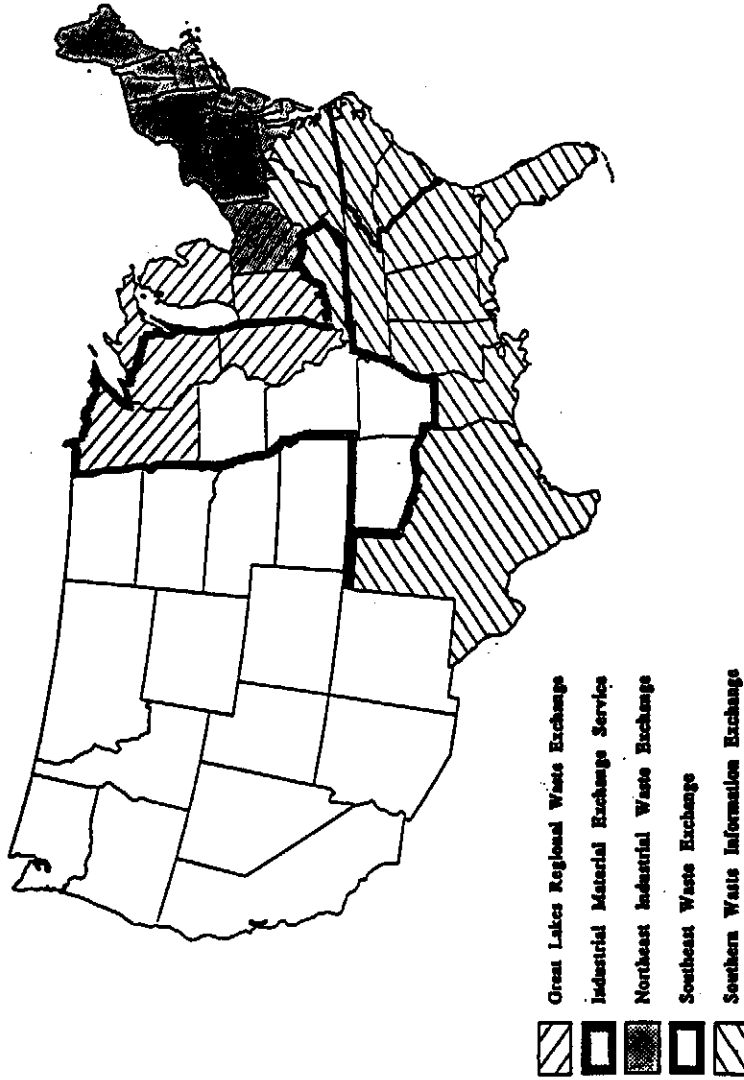 Great Lakes Regional Waste Exchange
Industrial Matarial Exchange Service
Northeast Industrial Waste Exchange
Southeast Waste Exchange
Southern Waste Information Exchange